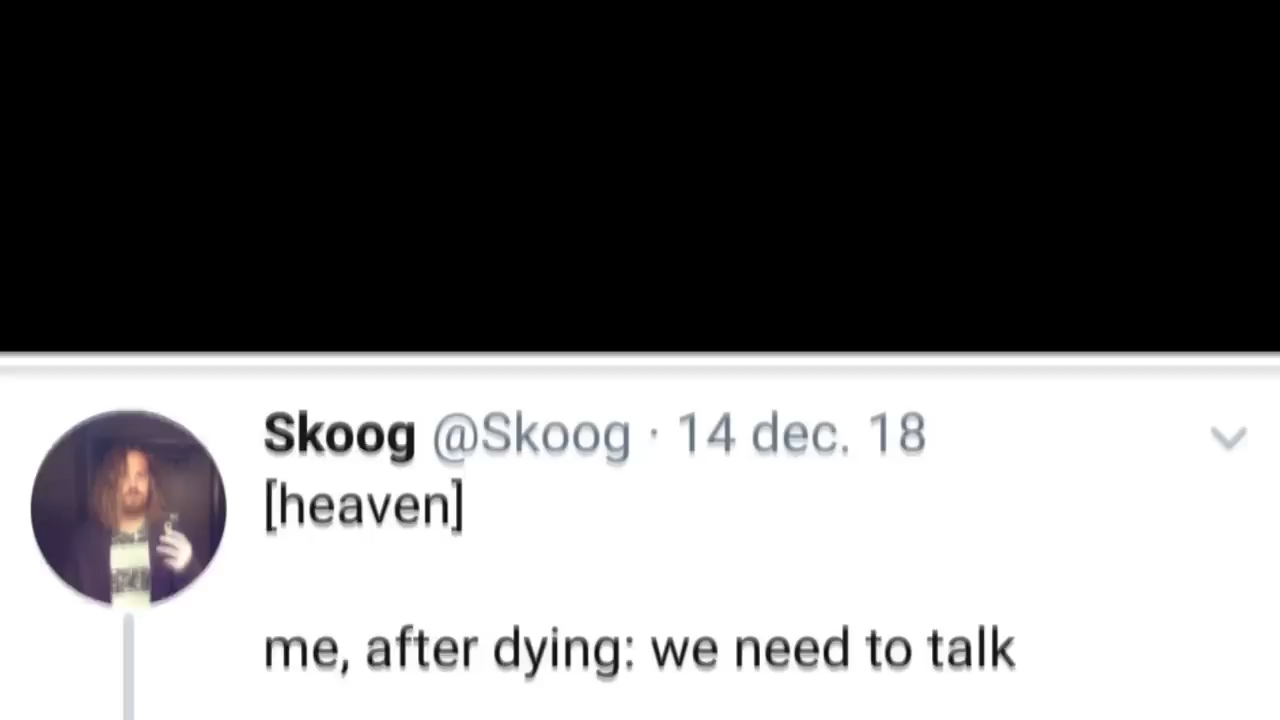 Skoog @Skoog · 14 dec. 18
[heaven]
me, after dying: we need to talk